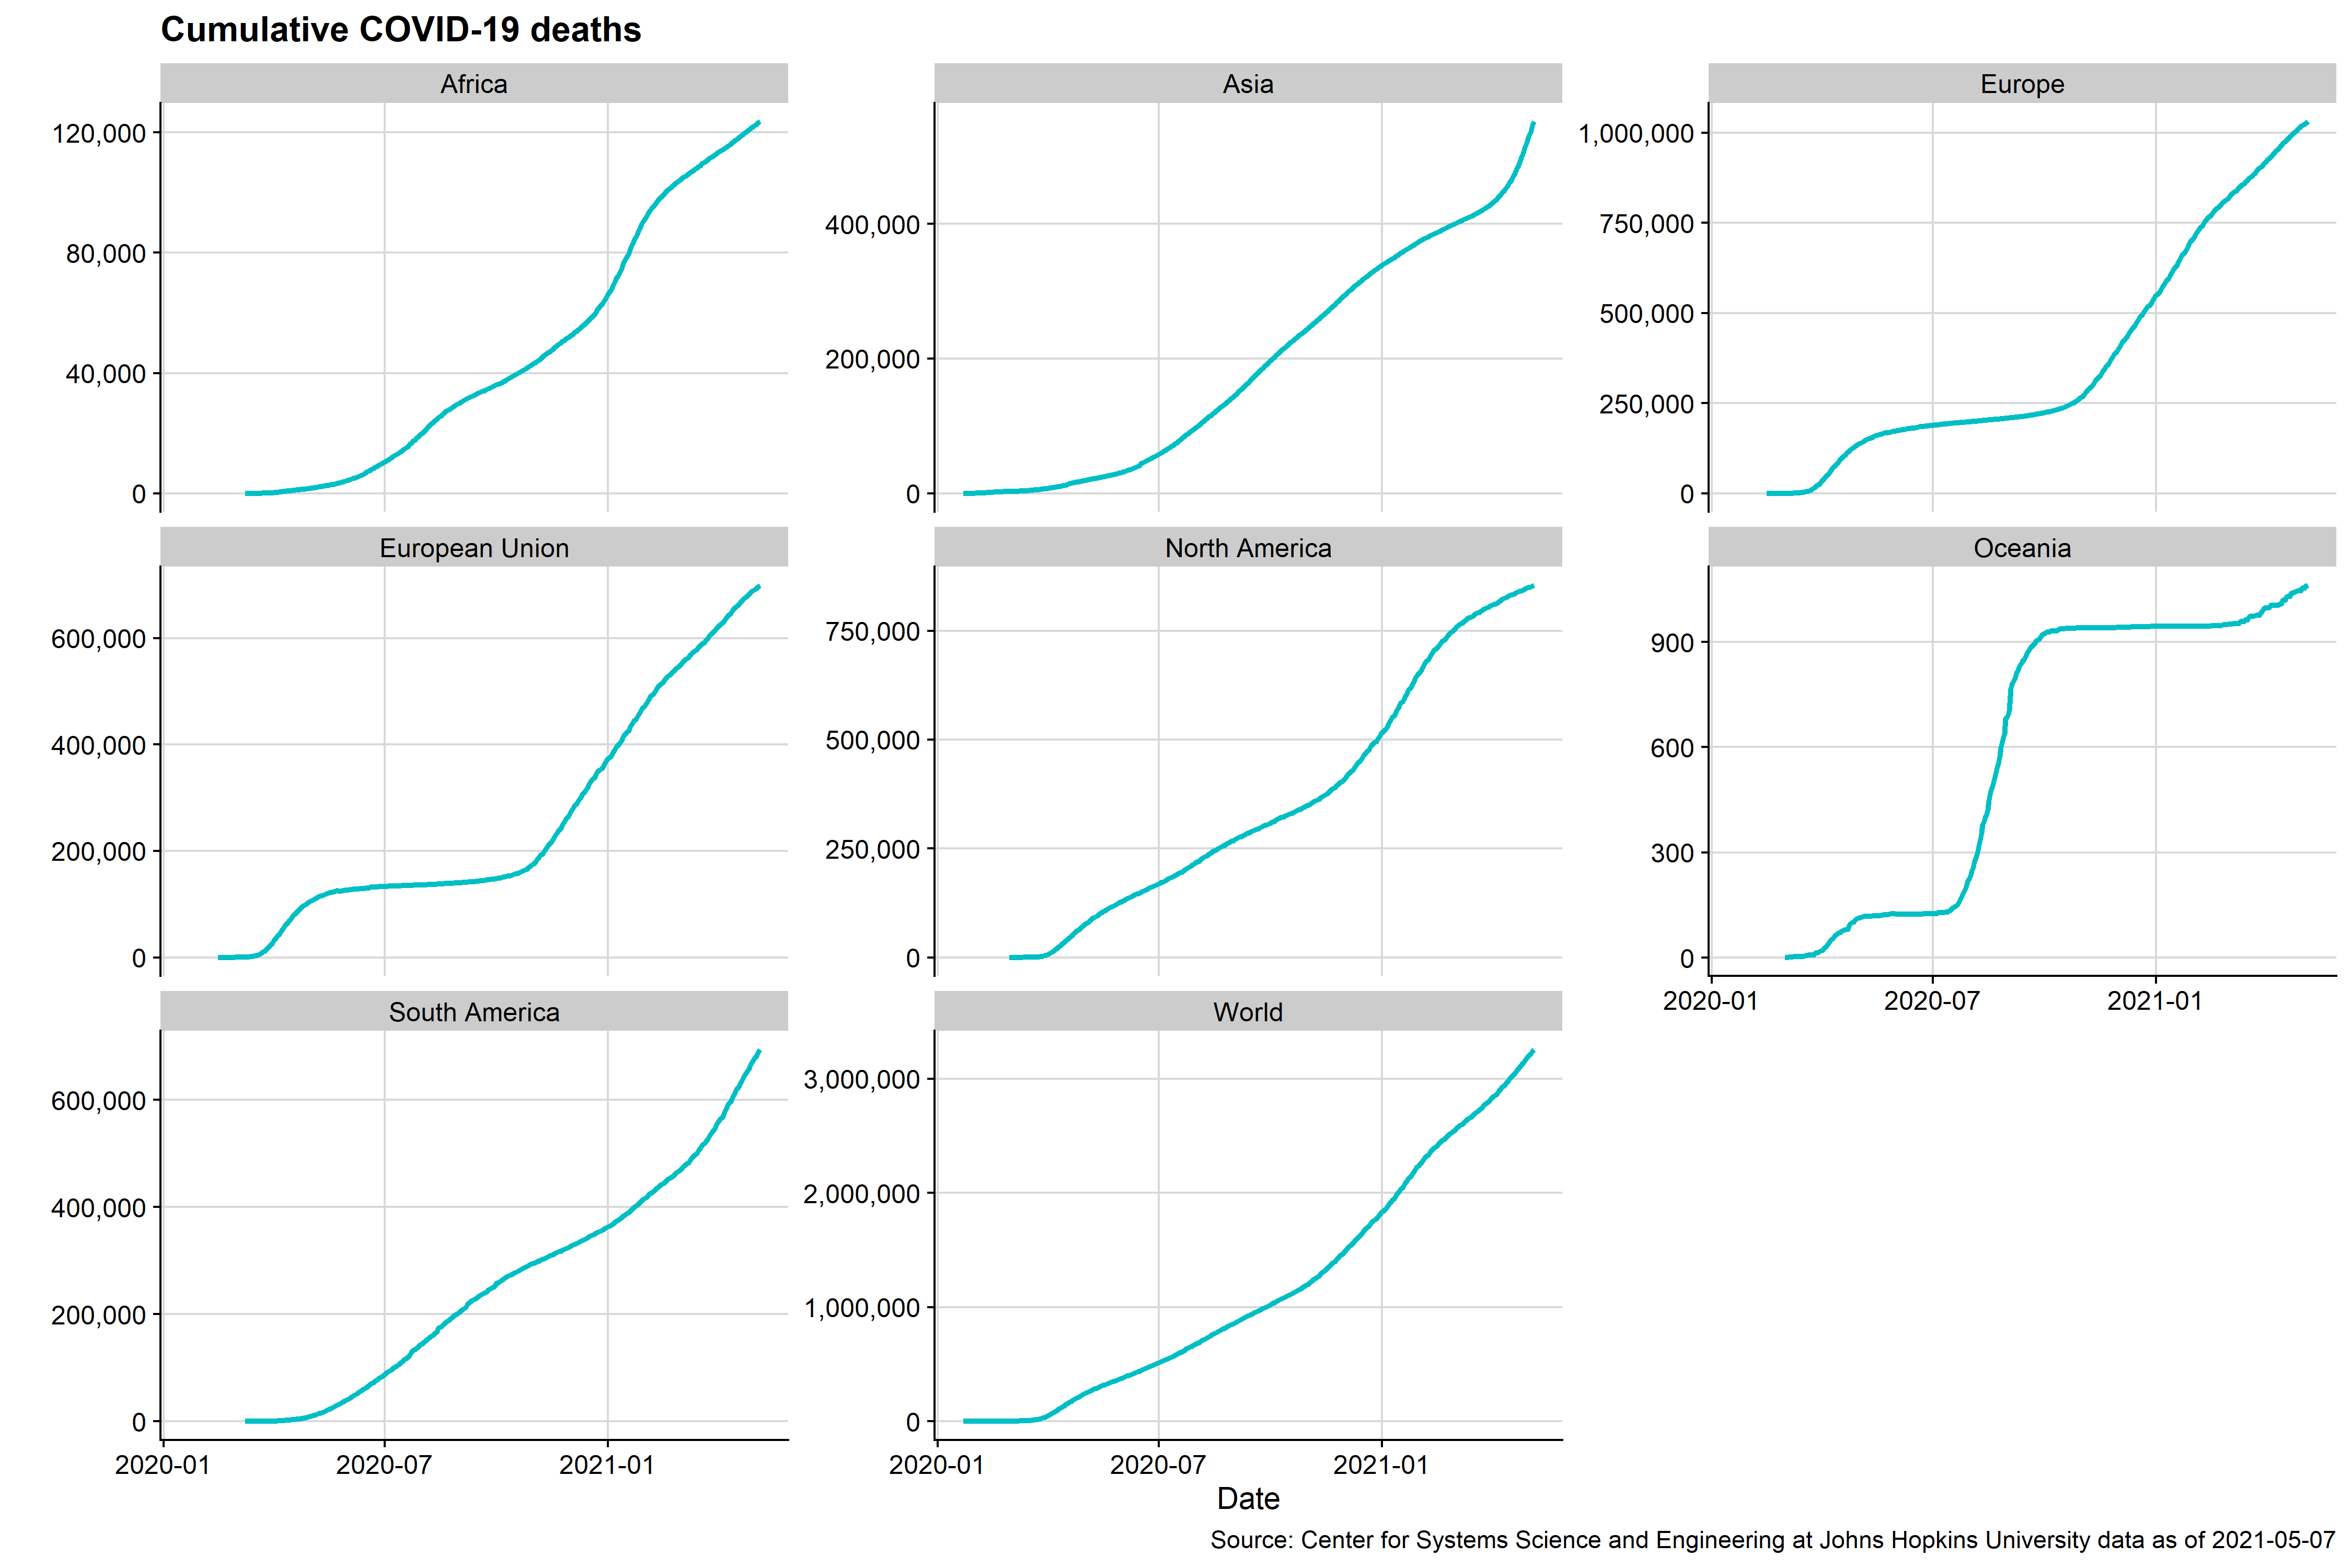 Cumulative COVID-19 deaths
Africa
120,000
80,000
40,000
0
Asia
400,000
200,000
0
Europe
1,000,000
750,000
500,000
250,000
0
European Union
600,000
400,000
200,000
0
North America
750,000
500,000
250,000
0
Oceania
900
600
300
0
2020-01 2020-07 2021-01
South America
600,000
400,000
200,000
0
2020-01 2020-07 2021-01
World
3,000,000
2,000,000
1,000,000
0
2020-01 2020-07 2021-01
Date
Source: Center for Systems Science and Engineering at Johns Hopkins University data as of 2021-05-07